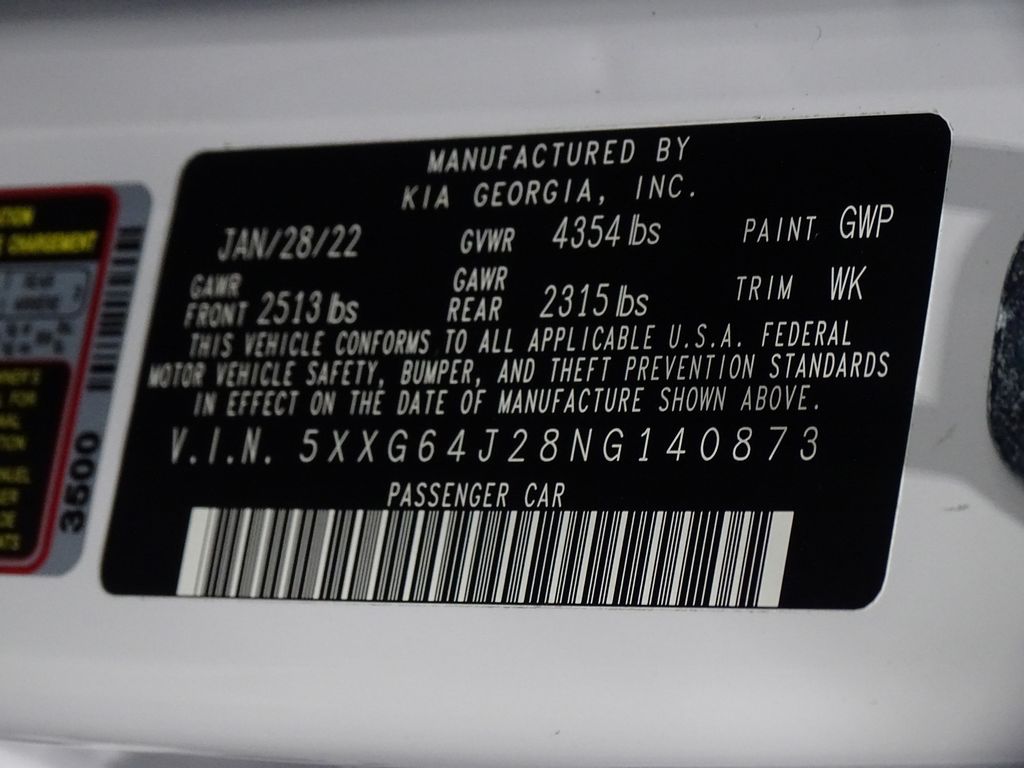 MANUFACTURED BY
KIA GEORGIA, INC.
JAN/28/22 GVWR 4354 lbs PAINT GWP
GAWR FRONT 2513 lbs GAWR REAR 2315 lbs TRIM WK
THIS VEHICLE CONFORMS TO ALL APPLICABLE U.S.A. FEDERAL
MOTOR VEHICLE SAFETY, BUMPER, AND THEFT PREVENTION STANDARDS
IN EFFECT ON THE DATE OF MANUFACTURE SHOWN ABOVE.
V.I.N. 5XXG64J28NG140873
PASSENGER CAR
3500